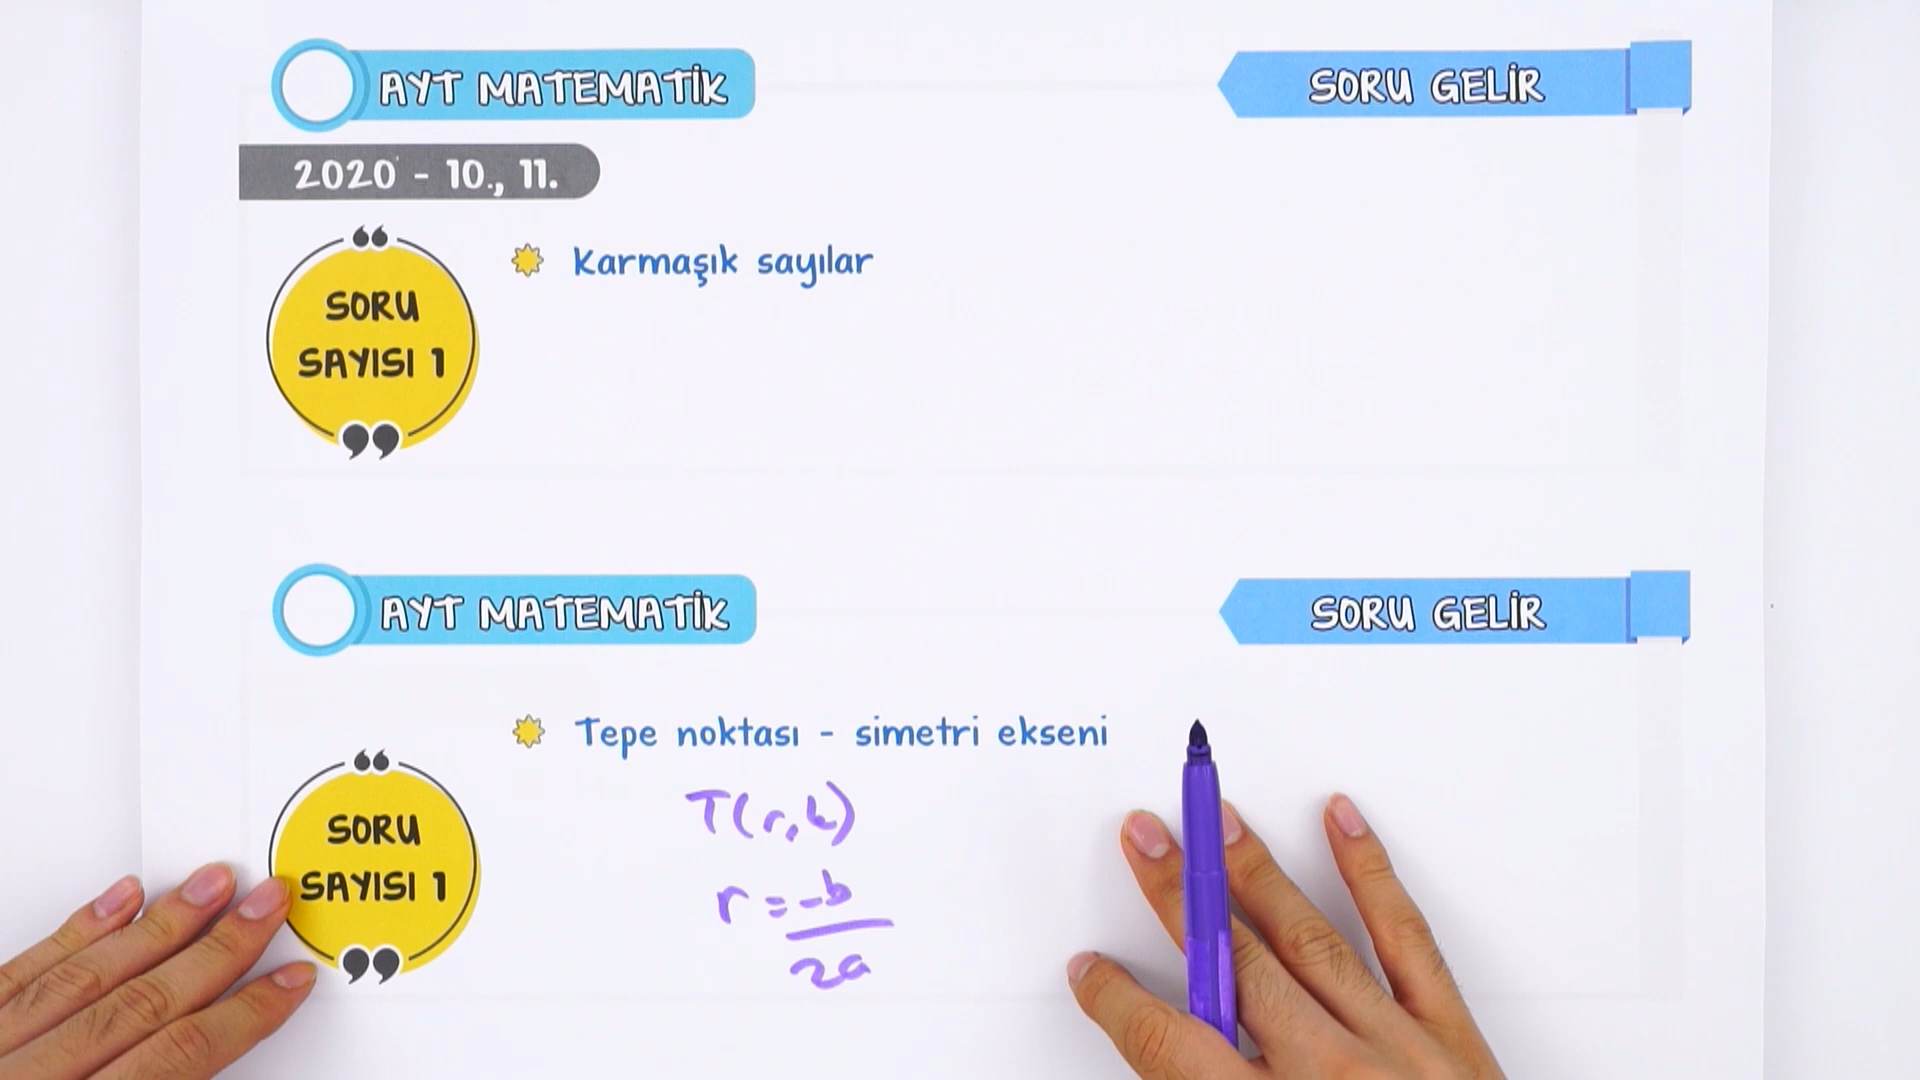 AYT MATEMATİK
SORU GELİR
2020 - 10., 11.
“
SORU
SAYISI 1
”
Karmaşık sayılar
AYT MATEMATİK
SORU GELİR
“
SORU
SAYISI 1
”
Tepe noktası - simetri ekseni
T(r,k)
r = -b
2a